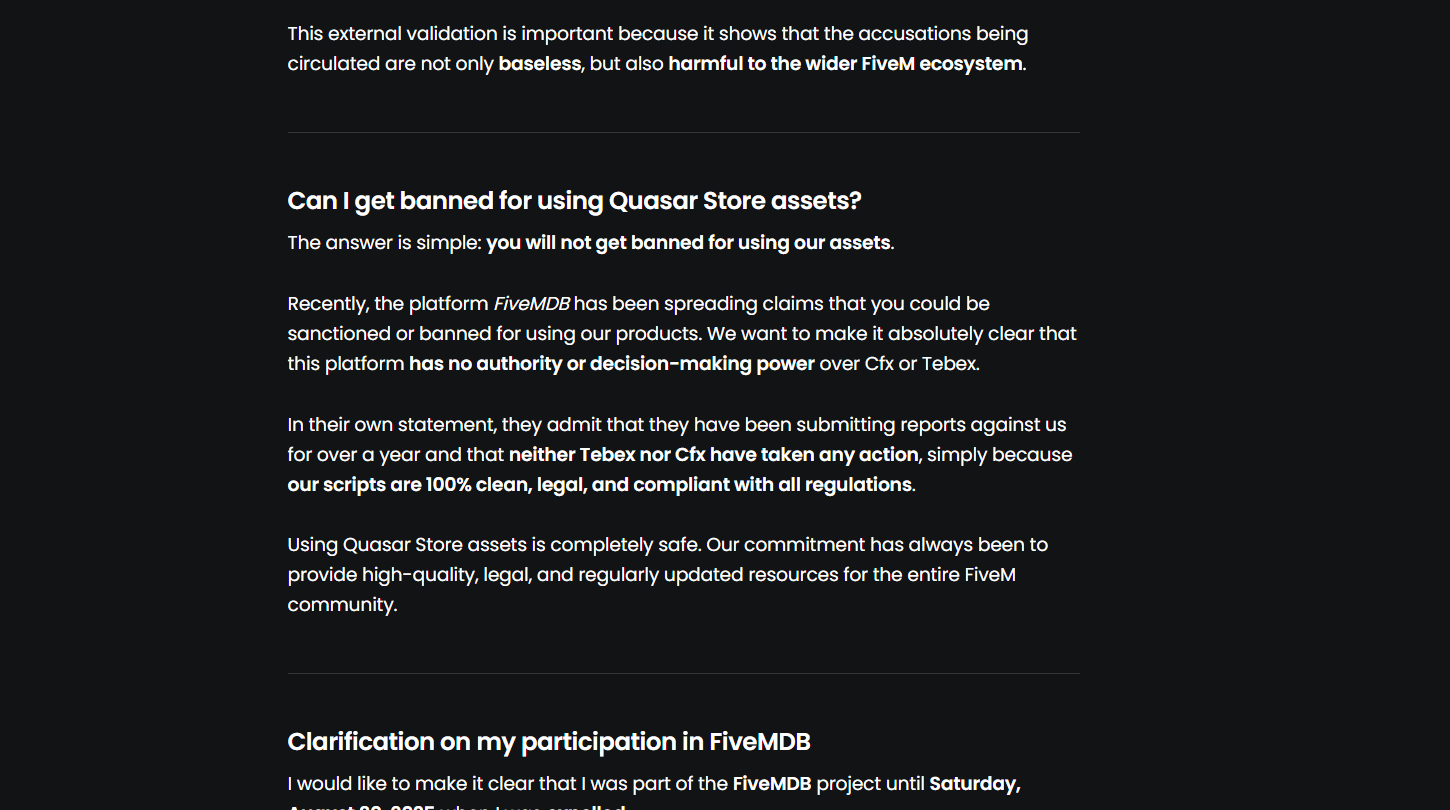 This external validation is important because it shows that the accusations being
circulated are not only baseless, but also harmful to the wider FiveM ecosystem.
Can I get banned for using Quasar Store assets?
The answer is simple: you will not get banned for using our assets.
Recently, the platform FiveMDB has been spreading claims that you could be
sanctioned or banned for using our products. We want to make it absolutely clear that
this platform has no authority or decision-making power over Cfx or Tebex.
In their own statement, they admit that they have been submitting reports against us
for over a year and that neither Tebex nor Cfx have taken any action, simply because
our scripts are 100% clean, legal, and compliant with all regulations.
Using Quasar Store assets is completely safe. Our commitment has always been to
provide high-quality, legal, and regularly updated resources for the entire FiveM
community.
Clarification on my participation in FiveMDB
I would like to make it clear that I was part of the FiveMDB project until Saturday,
August 2025 when I was expelled